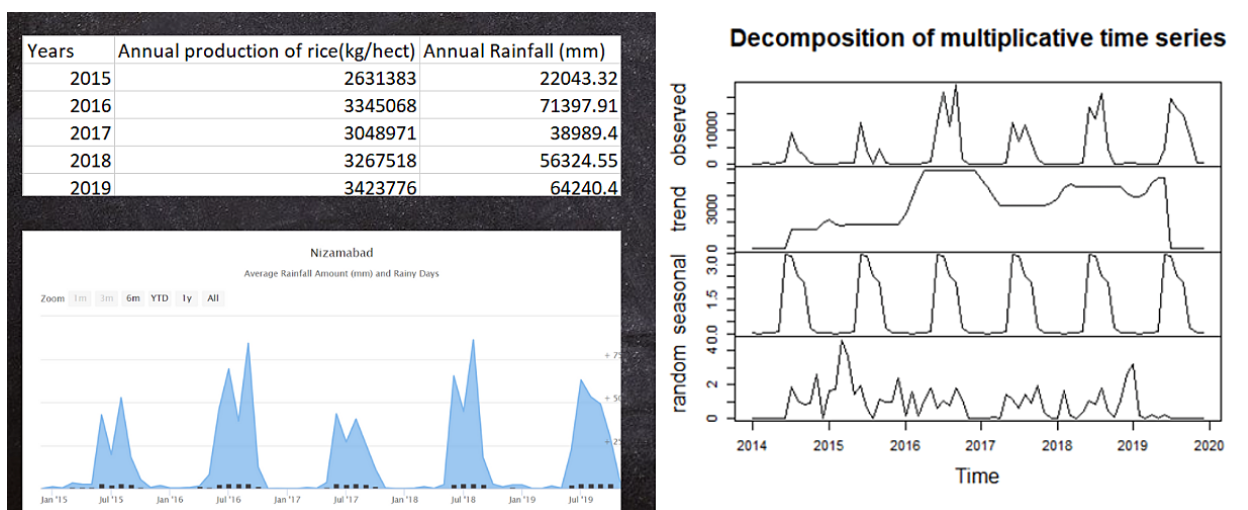 Years Annual production of rice(kg/hect) Annual Rainfall (mm)
2015 2631383 22043.32
2016 3345068 71397.91
2017 3048971 38989.4
2018 3267518 56324.55
2019 3423776 64240.4
Nizamabad
Average Rainfall Amount (mm) and Rainy Days
Zoom 1m 3m 6m YTD 1y All
+ 75
+ 50
+ 25
Jan '15 Jul '15 Jan '16 Jul '16 Jan '17 Jul '17 Jan '18 Jul '18 Jan '19 Jul '19
Decomposition of multiplicative time series
observed
0 10000
trend
0 3000
seasonal
0.0 1.5 3.0
random
0 2 4
2014 2015 2016 2017 2018 2019 2020
Time